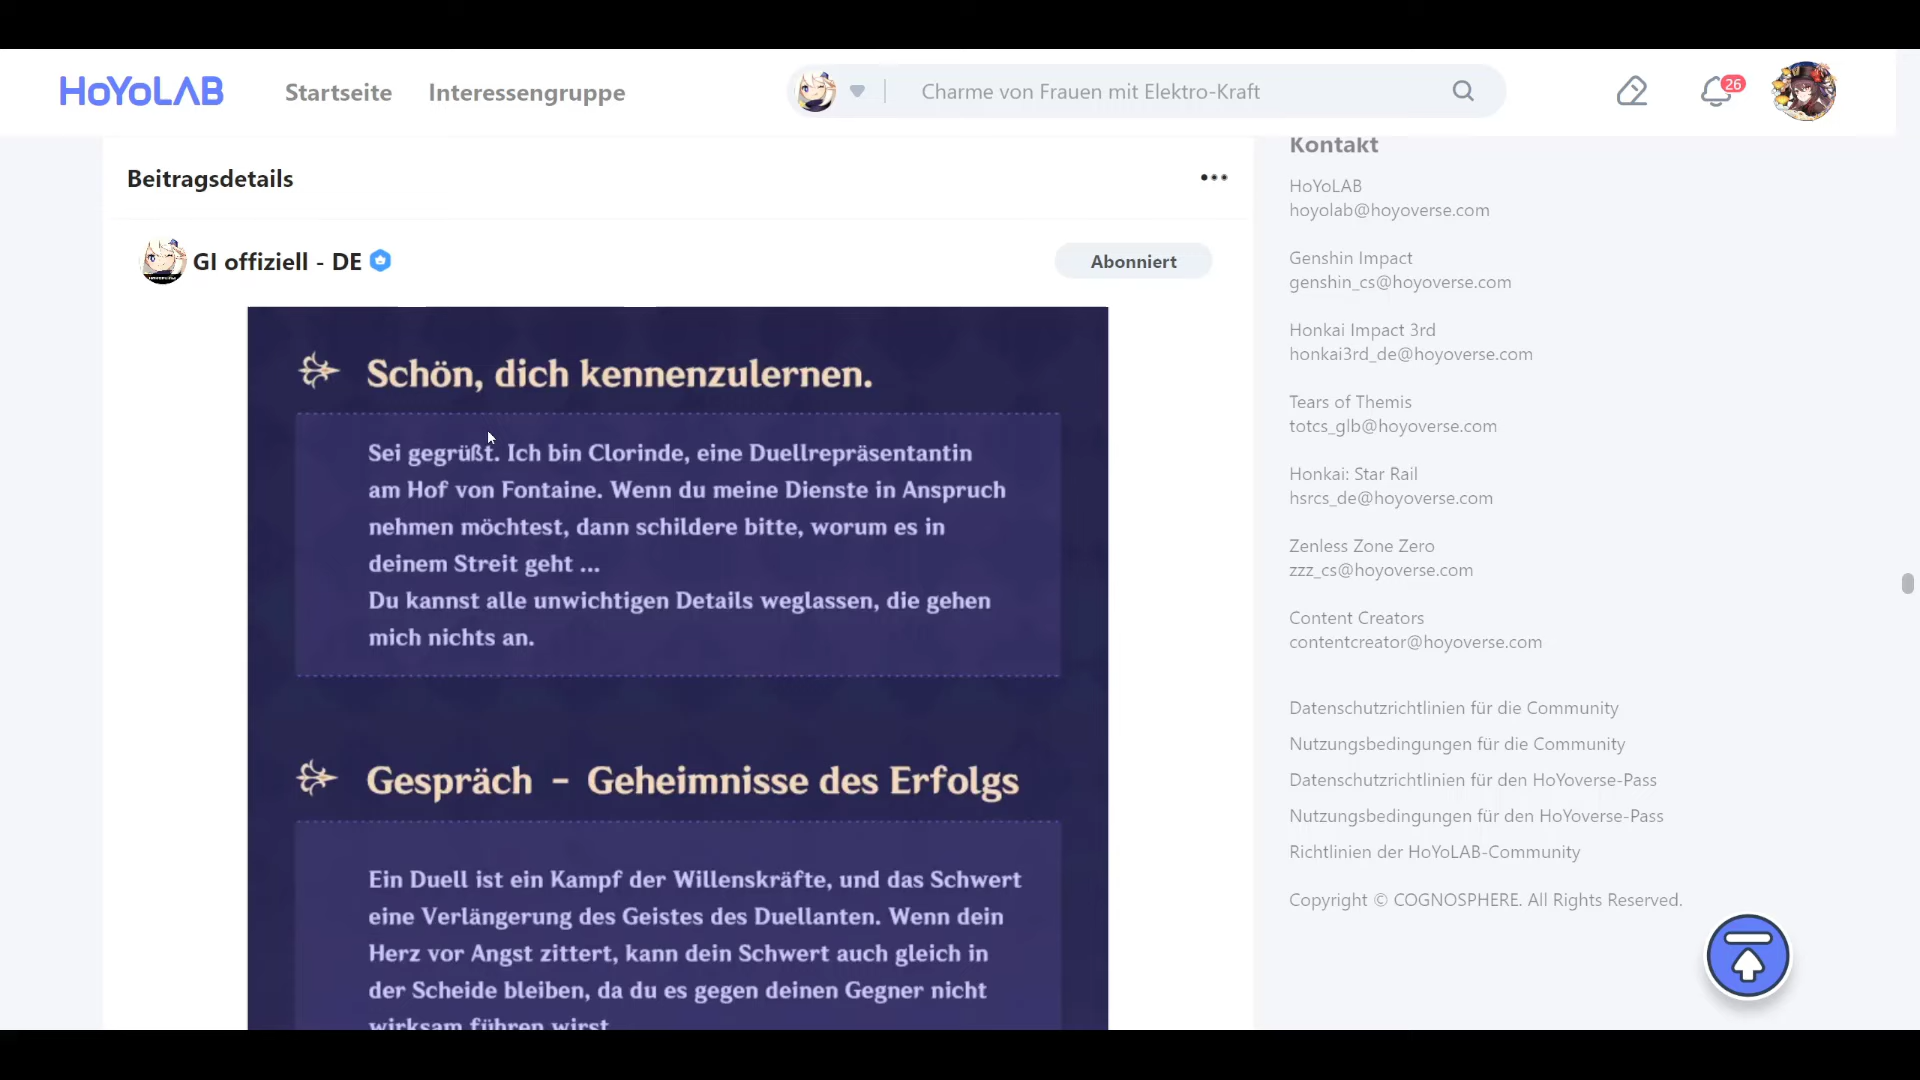 HoYoLAB
Startseite
Interessengruppe
Charme von Frauen mit Elektro-Kraft
26
Beitragsdetails
GI offiziell - DE
Abonniert
Schön, dich kennenzulernen.
Sei gegrüßt. Ich bin Clorinde, eine Duellrepräsentantin
am Hof von Fontaine. Wenn du meine Dienste in Anspruch
nehmen möchtest, dann schildere bitte, worum es in
deinem Streit geht ...
Du kannst alle unwichtigen Details weglassen, die gehen
mich nichts an.
Gespräch – Geheimnisse des Erfolgs
Ein Duell ist ein Kampf der Willenskräfte, und das Schwert
eine Verlängerung des Geistes des Duellanten. Wenn dein
Herz vor Angst zittert, kann dein Schwert auch gleich in
der Scheide bleiben, da du es gegen deinen Gegner nicht
wirksam führen wirst.
Kontakt
HoYoLAB
hoyolab@hoyoverse.com
Genshin Impact
genshin_cs@hoyoverse.com
Honkai Impact 3rd
honkai3rd_de@hoyoverse.com
Tears of Themis
totcs_glb@hoyoverse.com
Honkai: Star Rail
hsrcs_de@hoyoverse.com
Zenless Zone Zero
zzz_cs@hoyoverse.com
Content Creators
contentcreator@hoyoverse.com
Datenschutzrichtlinien für die Community
Nutzungsbedingungen für die Community
Datenschutzrichtlinien für den HoYoverse-Pass
Nutzungsbedingungen für den HoYoverse-Pass
Richtlinien der HoYoLAB-Community
Copyright © COGNOSPHERE. All Rights Reserved.